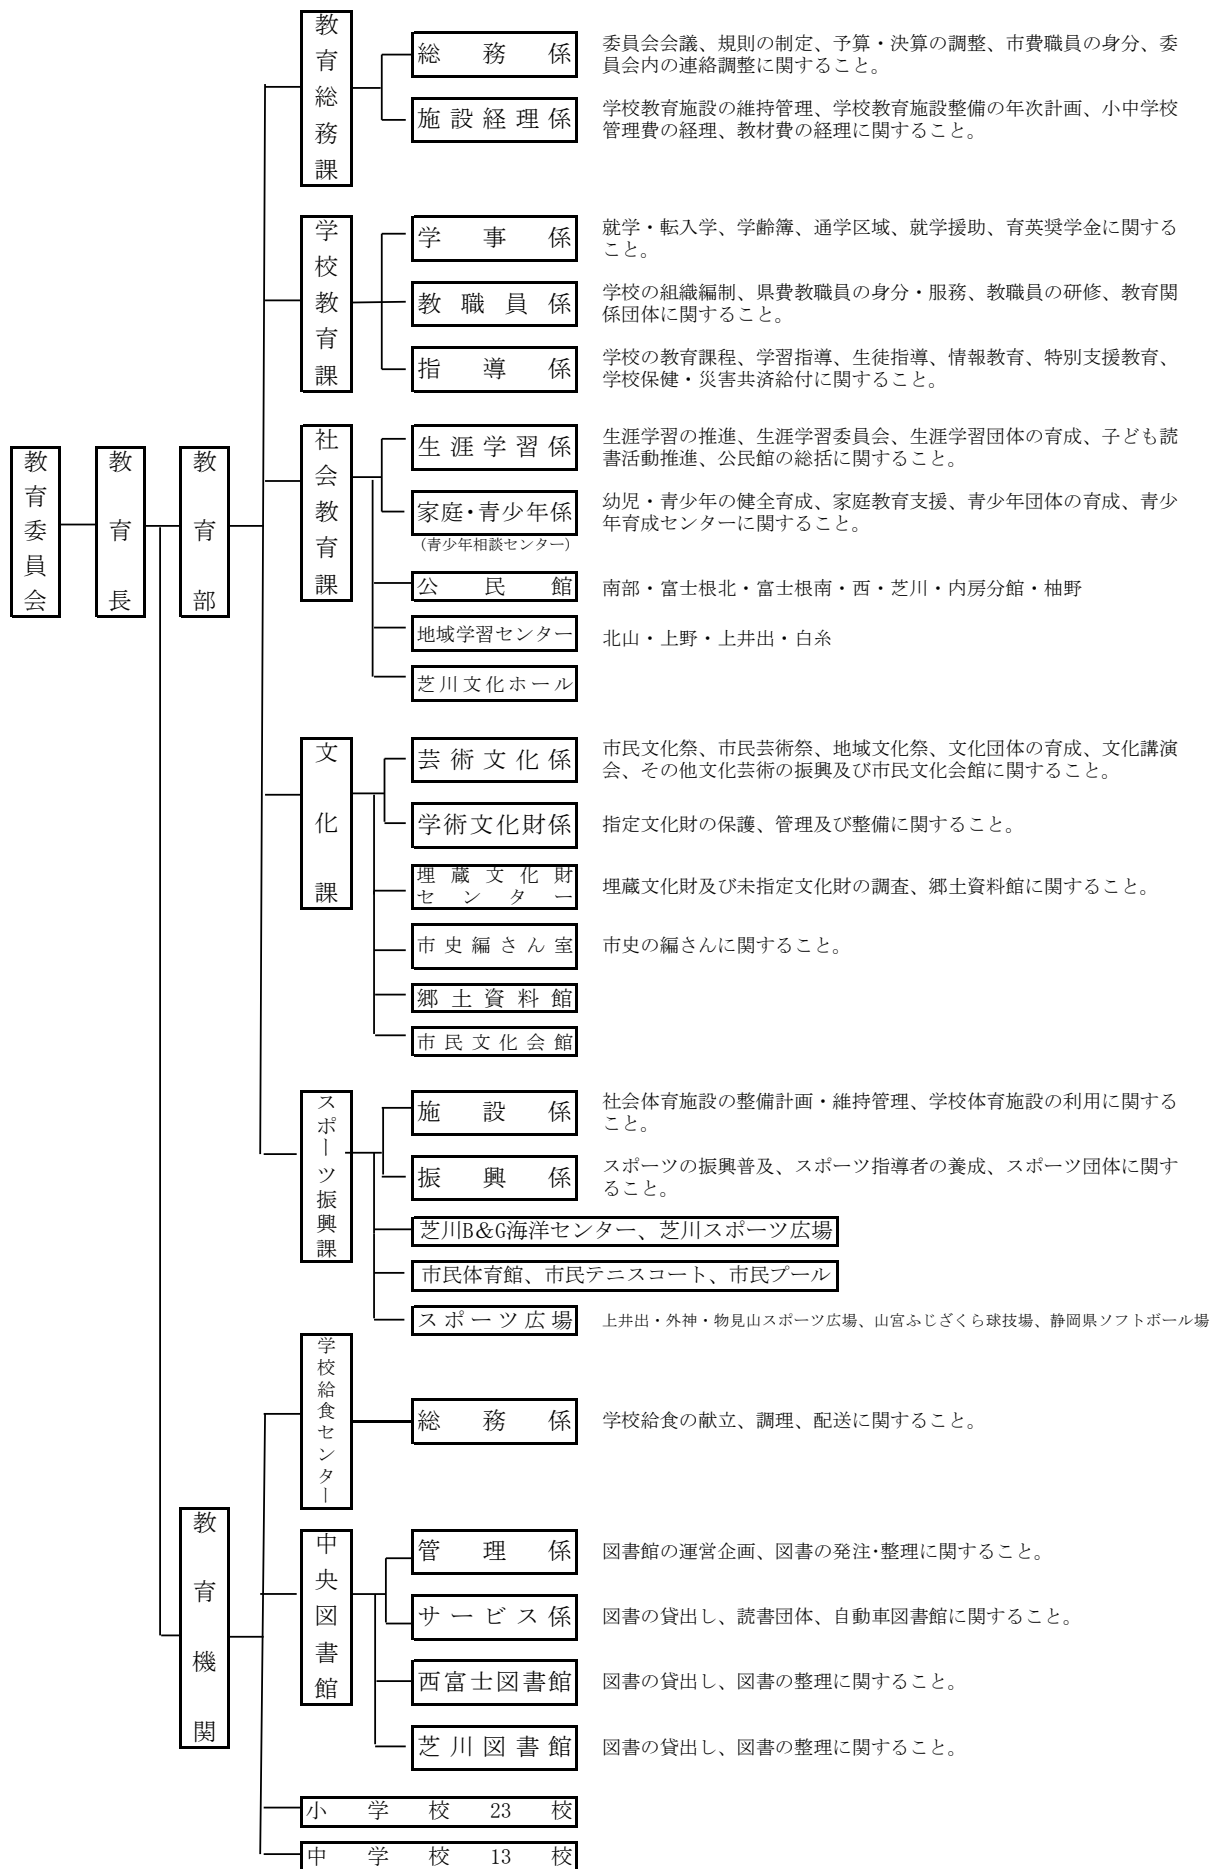 教育委員会
教育長
教育部
教育総務課
総務係
委員会会議、規則の制定、予算・決算の調整、市費職員の身分、委
員会内の連絡調整に関すること。
施設経理係
学校教育施設の維持管理、学校教育施設整備の年次計画、小中学校
管理費の経理、教材費の経理に関すること。
学校教育課
学事係
就学・転入学、学齢簿、通学区域、就学援助、育英奨学金に関する
こと。
教職員係
学校の組織編制、県費教職員の身分・服務、教職員の研修、教育関
係団体に関すること。
指導係
学校の教育課程、学習指導、生徒指導、情報教育、特別支援教育、
学校保健・災害共済給付に関すること。
社会教育課
生涯学習係
生涯学習の推進、生涯学習委員会、生涯学習団体の育成、子ども読
書活動推進、公民館の総括に関すること。
家庭・青少年係
(青少年相談センター)
幼児・青少年の健全育成、家庭教育支援、青少年団体の育成、青少
年育成センターに関すること。
公民館
南部・富士根北・富士根南・西・芝川・内房分館・柚野
地域学習センター
北山・上野・上井出・白糸
芝川文化ホール
文化課
芸術文化係
市民文化祭、市民芸術祭、地域文化祭、文化団体の育成、文化講演
会、その他文化芸術の振興及び市民文化会館に関すること。
学術文化財係
指定文化財の保護、管理及び整備に関すること。
埋蔵文化財
センター
埋蔵文化財及び未指定文化財の調査、郷土資料館に関すること。
市史編さん室
市史の編さんに関すること。
郷土資料館
市民文化会館
スポーツ振興課
施設係
社会体育施設の整備計画・維持管理、学校体育施設の利用に関する
こと。
振興係
スポーツの振興普及、スポーツ指導者の養成、スポーツ団体に関す
ること。
芝川B&G海洋センター、芝川スポーツ広場
市民体育館、市民テニスコート、市民プール
スポーツ広場
上井出・外神・物見山スポーツ広場、山宮ふじざくら球技場、静岡県ソフトボール場
教育機関
学校給食センター
総務係
学校給食の献立、調理、配送に関すること。
中央図書館
管理係
図書館の運営企画、図書の発注・整理に関すること。
サービス係
図書の貸出し、読書団体、自動車図書館に関すること。
西富士図書館
図書の貸出し、図書の整理に関すること。
芝川図書館
図書の貸出し、図書の整理に関すること。
小学校23校
中学校13校